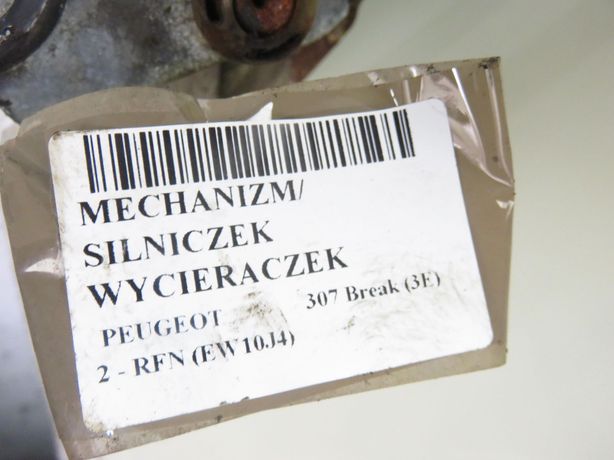 MECHANIZM/
SILNICZEK
WYCIERACZEK
PEUGEOT 307 Break (3E)
2 - RFN (EW10J4)